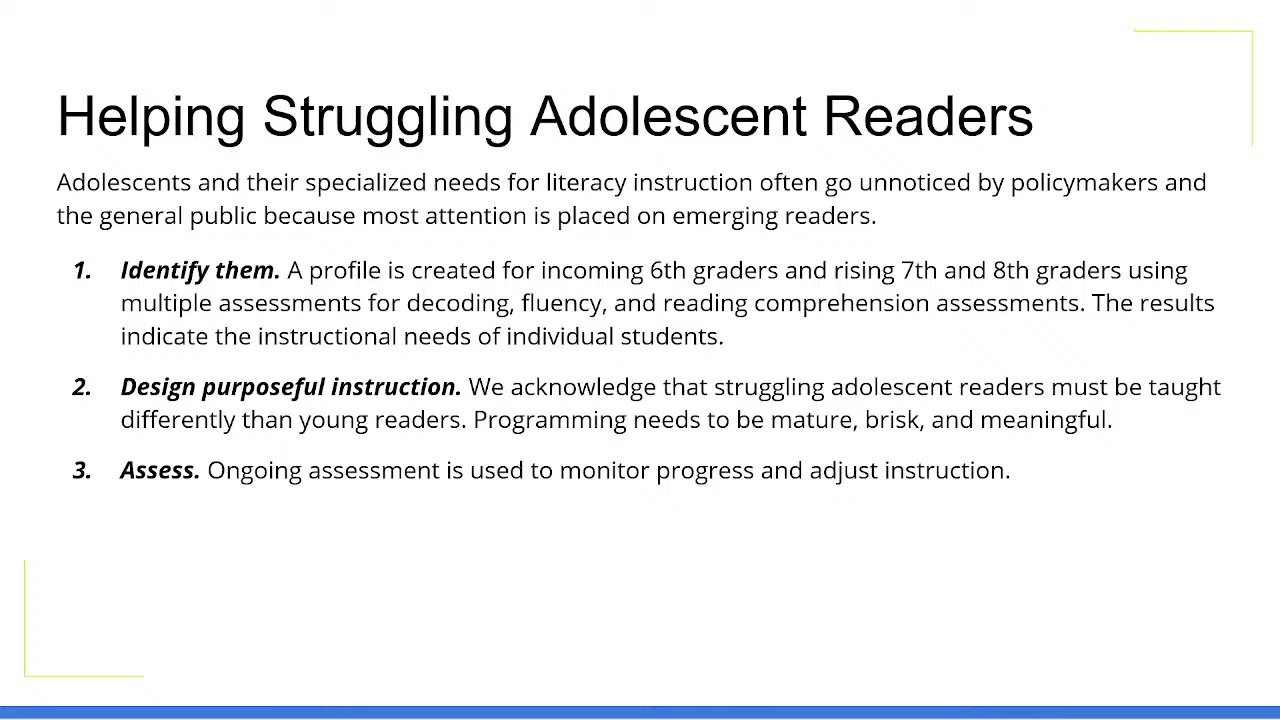 Helping Struggling Adolescent Readers
Adolescents and their specialized needs for literacy instruction often go unnoticed by policymakers and
the general public because most attention is placed on emerging readers.
1. Identify them. A profile is created for incoming 6th graders and rising 7th and 8th graders using
multiple assessments for decoding, fluency, and reading comprehension assessments. The results
indicate the instructional needs of individual students.
2. Design purposeful instruction. We acknowledge that struggling adolescent readers must be taught
differently than young readers. Programming needs to be mature, brisk, and meaningful.
3. Assess. Ongoing assessment is used to monitor progress and adjust instruction.